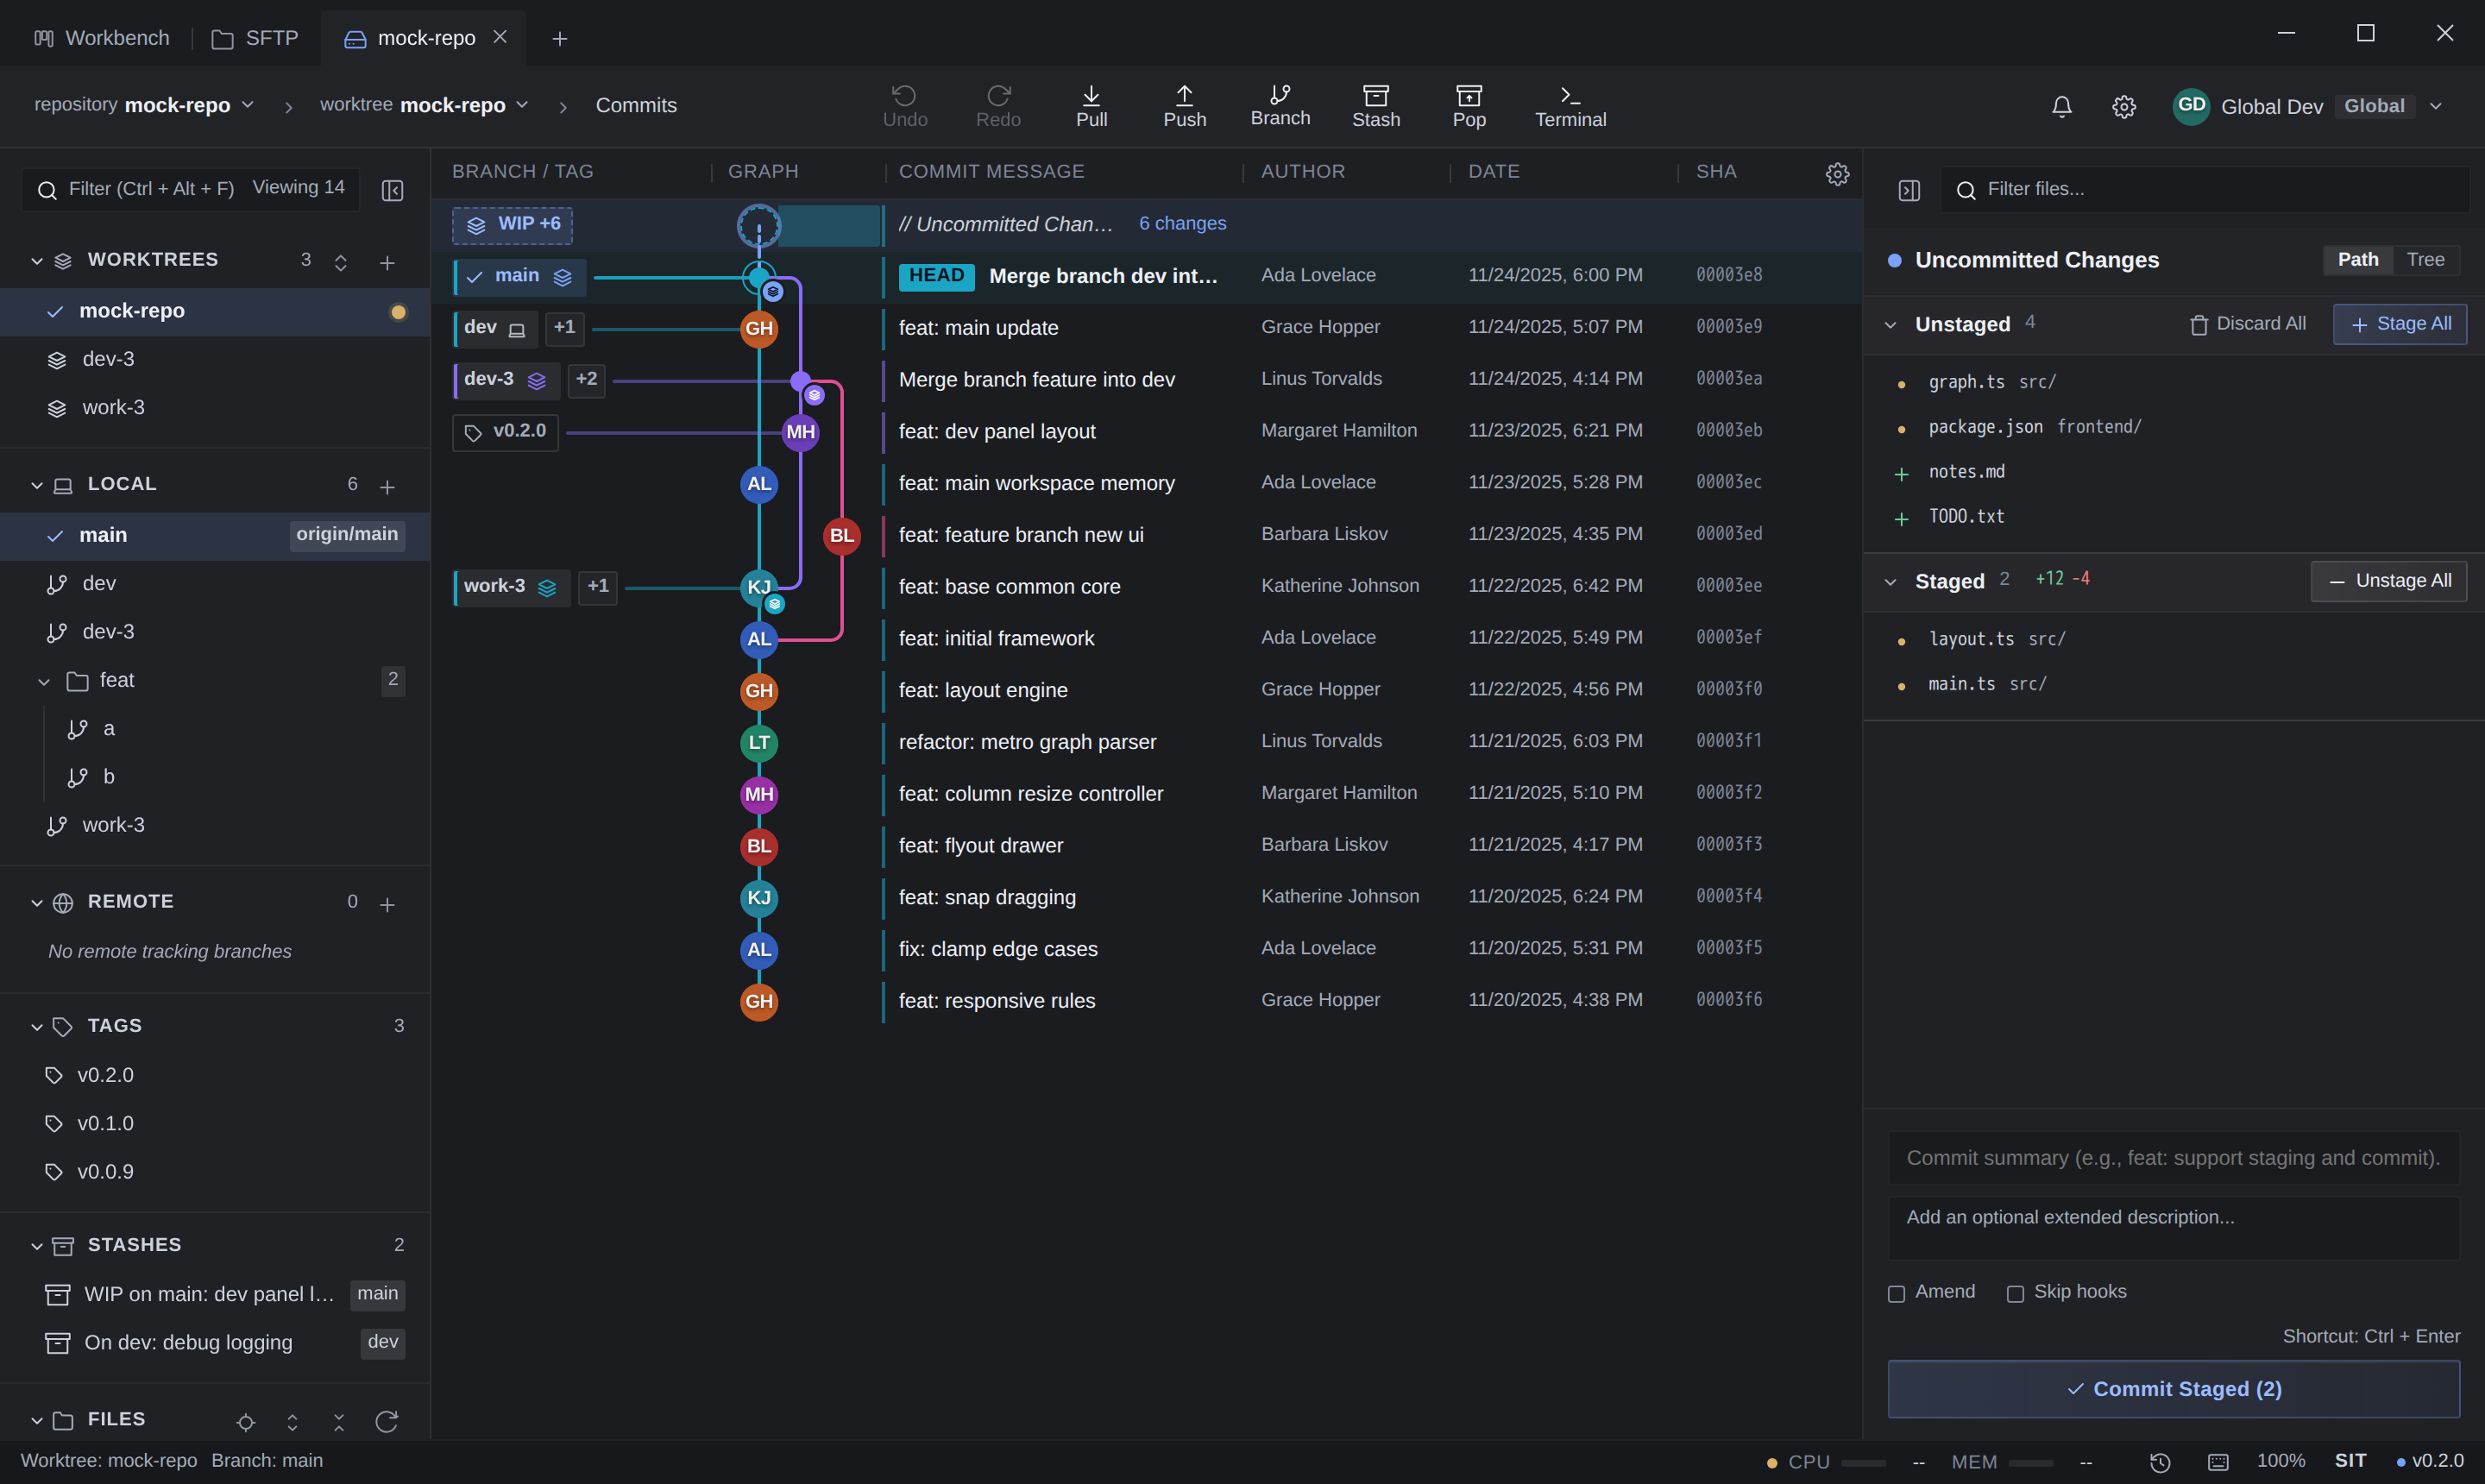 Workbench SFTP mock-repo
repository mock-repo worktree mock-repo Commits
Undo Redo Pull Push Branch Stash Pop Terminal
GD Global Dev Global
Filter (Ctrl + Alt + F) Viewing 14
WORKTREES 3
mock-repo
dev-3
work-3
LOCAL 6
main origin/main
dev
dev-3
feat 2
a
b
work-3
REMOTE 0
No remote tracking branches
TAGS 3
v0.2.0
v0.1.0
v0.0.9
STASHES 2
WIP on main: dev panel l… main
On dev: debug logging dev
FILES
BRANCH / TAG GRAPH COMMIT MESSAGE AUTHOR DATE SHA
WIP +6 // Uncommitted Chan… 6 changes
main HEAD Merge branch dev int… Ada Lovelace 11/24/2025, 6:00 PM 00003e8
dev +1 GH feat: main update Grace Hopper 11/24/2025, 5:07 PM 00003e9
dev-3 +2 Merge branch feature into dev Linus Torvalds 11/24/2025, 4:14 PM 00003ea
v0.2.0 MH feat: dev panel layout Margaret Hamilton 11/23/2025, 6:21 PM 00003eb
AL feat: main workspace memory Ada Lovelace 11/23/2025, 5:28 PM 00003ec
BL feat: feature branch new ui Barbara Liskov 11/23/2025, 4:35 PM 00003ed
work-3 +1 KJ feat: base common core Katherine Johnson 11/22/2025, 6:42 PM 00003ee
AL feat: initial framework Ada Lovelace 11/22/2025, 5:49 PM 00003ef
GH feat: layout engine Grace Hopper 11/22/2025, 4:56 PM 00003f0
LT refactor: metro graph parser Linus Torvalds 11/21/2025, 6:03 PM 00003f1
MH feat: column resize controller Margaret Hamilton 11/21/2025, 5:10 PM 00003f2
BL feat: flyout drawer Barbara Liskov 11/21/2025, 4:17 PM 00003f3
KJ feat: snap dragging Katherine Johnson 11/20/2025, 6:24 PM 00003f4
AL fix: clamp edge cases Ada Lovelace 11/20/2025, 5:31 PM 00003f5
GH feat: responsive rules Grace Hopper 11/20/2025, 4:38 PM 00003f6
Filter files...
Uncommitted Changes Path Tree
Unstaged 4 Discard All Stage All
graph.ts src/
package.json frontend/
notes.md
TODO.txt
Staged 2 +12 -4 Unstage All
layout.ts src/
main.ts src/
Commit summary (e.g., feat: support staging and commit).
Add an optional extended description...
Amend Skip hooks
Shortcut: Ctrl + Enter
Commit Staged (2)
Worktree: mock-repo Branch: main CPU -- MEM -- 100% SIT v0.2.0